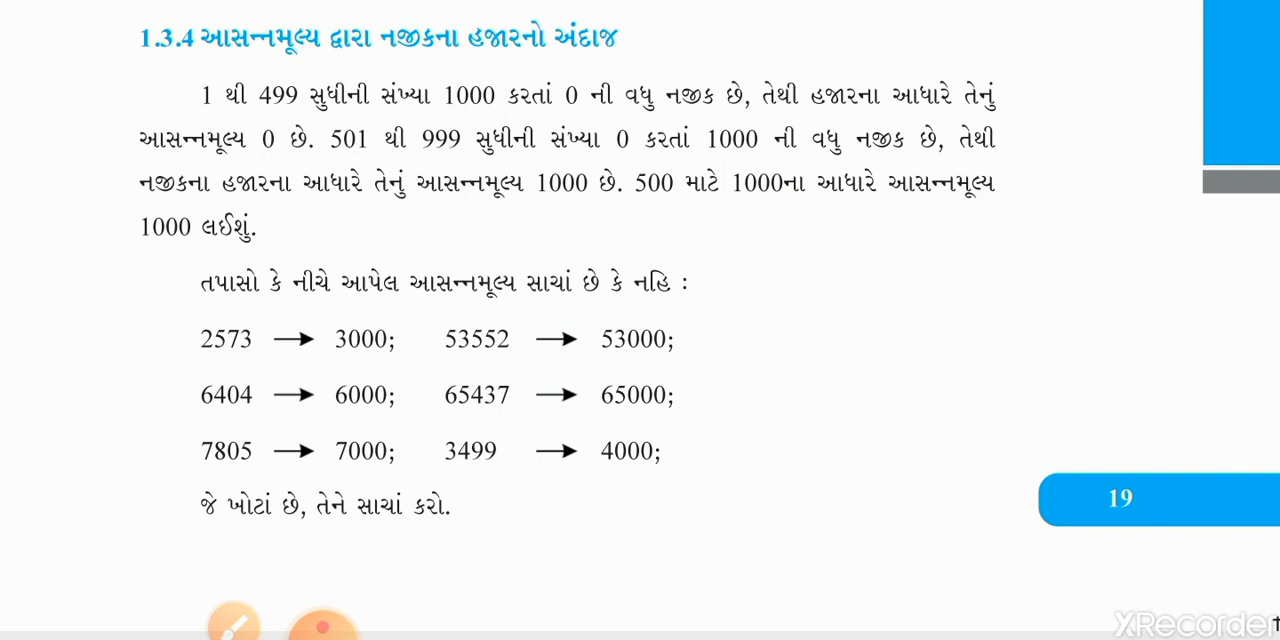 1.3.4 આસન્નમૂલ્ય દ્વારા નજીકના હજારનો અંદાજ
1 થી 499 સુધીની સંખ્યા 1000 કરતાં 0 ની વધુ નજીક છે, તેથી હજારના આધારે તેનું
આસન્નમૂલ્ય 0 છે. 501 થી 999 સુધીની સંખ્યા 0 કરતાં 1000 ની વધુ નજીક છે, તેથી
નજીકના હજારના આધારે તેનું આસન્નમૂલ્ય 1000 છે. 500 માટે 1000ના આધારે આસન્નમૂલ્ય
1000 લઈશું.
તપાસો કે નીચે આપેલ આસન્નમૂલ્ય સાચાં છે કે નહિ :
2573 → 3000; 53552 → 53000;
6404 → 6000; 65437 → 65000;
7805 → 7000; 3499 → 4000;
જે ખોટાં છે, તેને સાચાં કરો.
19
XRecorder